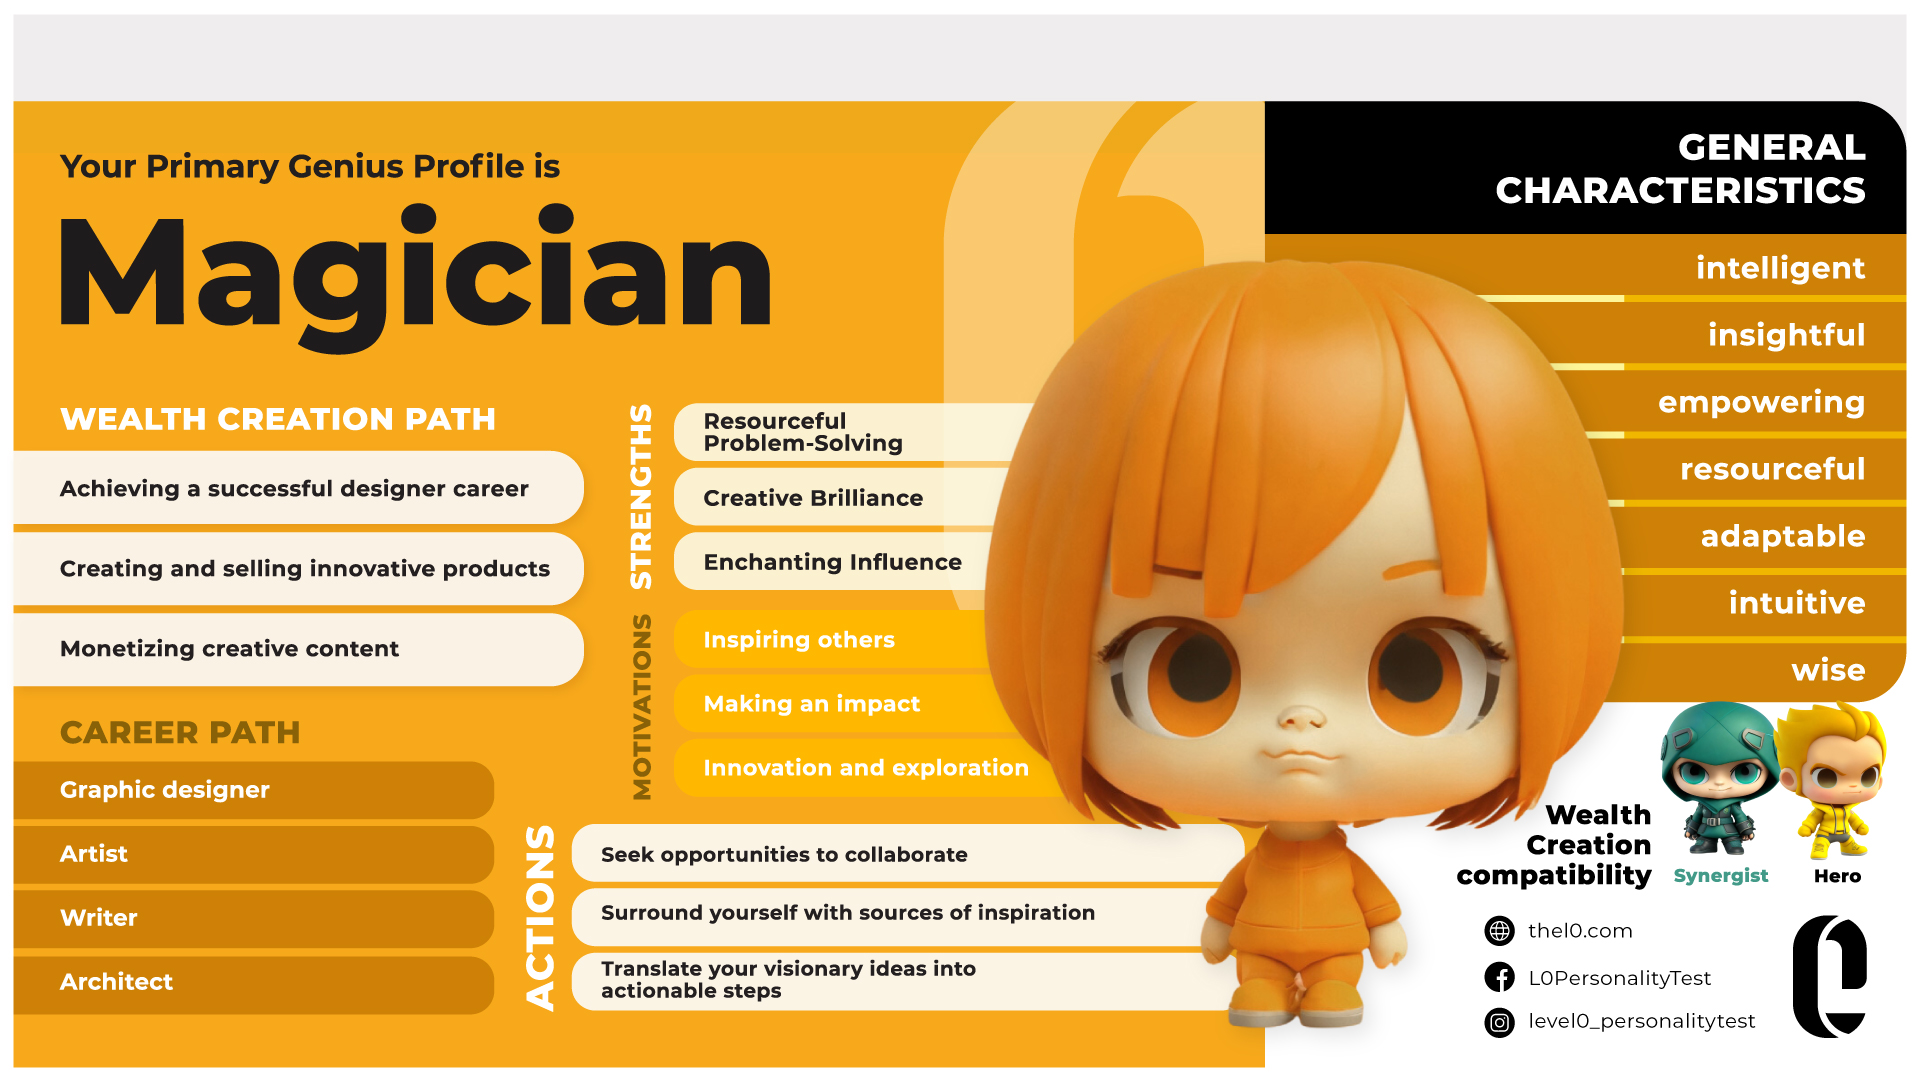 Your Primary Genius Profile is
Magician
WEALTH CREATION PATH
Achieving a successful designer career
Creating and selling innovative products
Monetizing creative content
CAREER PATH
Graphic designer
Artist
Writer
Architect
STRENGTHS
Resourceful
Problem-Solving
Creative Brilliance
Enchanting Influence
MOTIVATIONS
Inspiring others
Making an impact
Innovation and exploration
ACTIONS
Seek opportunities to collaborate
Surround yourself with sources of inspiration
Translate your visionary ideas into
actionable steps
GENERAL
CHARACTERISTICS
intelligent
insightful
empowering
resourceful
adaptable
intuitive
wise
Wealth
Creation
compatibility
Synergist
Hero
thel0.com
L0PersonalityTest
level0_personalitytest